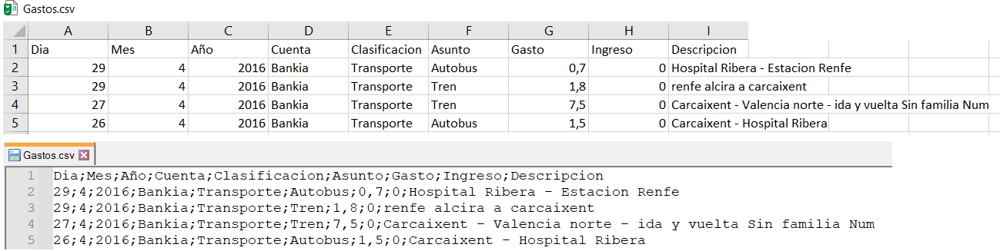 Gastos.csv
A B C D E F G H I
1 Dia Mes Año Cuenta Clasificacion Asunto Gasto Ingreso Descripcion
2 29 4 2016 Bankia Transporte Autobus 0,7 0 Hospital Ribera - Estacion Renfe
3 29 4 2016 Bankia Transporte Tren 1,8 0 renfe alcira a carcaixent
4 27 4 2016 Bankia Transporte Tren 7,5 0 Carcaixent - Valencia norte - ida y vuelta Sin familia Num
5 26 4 2016 Bankia Transporte Autobus 1,5 0 Carcaixent - Hospital Ribera
Gastos.csv
1 Dia;Mes;Año;Cuenta;Clasificacion;Asunto;Gasto;Ingreso;Descripcion
2 29;4;2016;Bankia;Transporte;Autobus;0,7;0;Hospital Ribera - Estacion Renfe
3 29;4;2016;Bankia;Transporte;Tren;1,8;0;renfe alcira a carcaixent
4 27;4;2016;Bankia;Transporte;Tren;7,5;0;Carcaixent - Valencia norte - ida y vuelta Sin familia Num
5 26;4;2016;Bankia;Transporte;Autobus;1,5;0;Carcaixent - Hospital Ribera